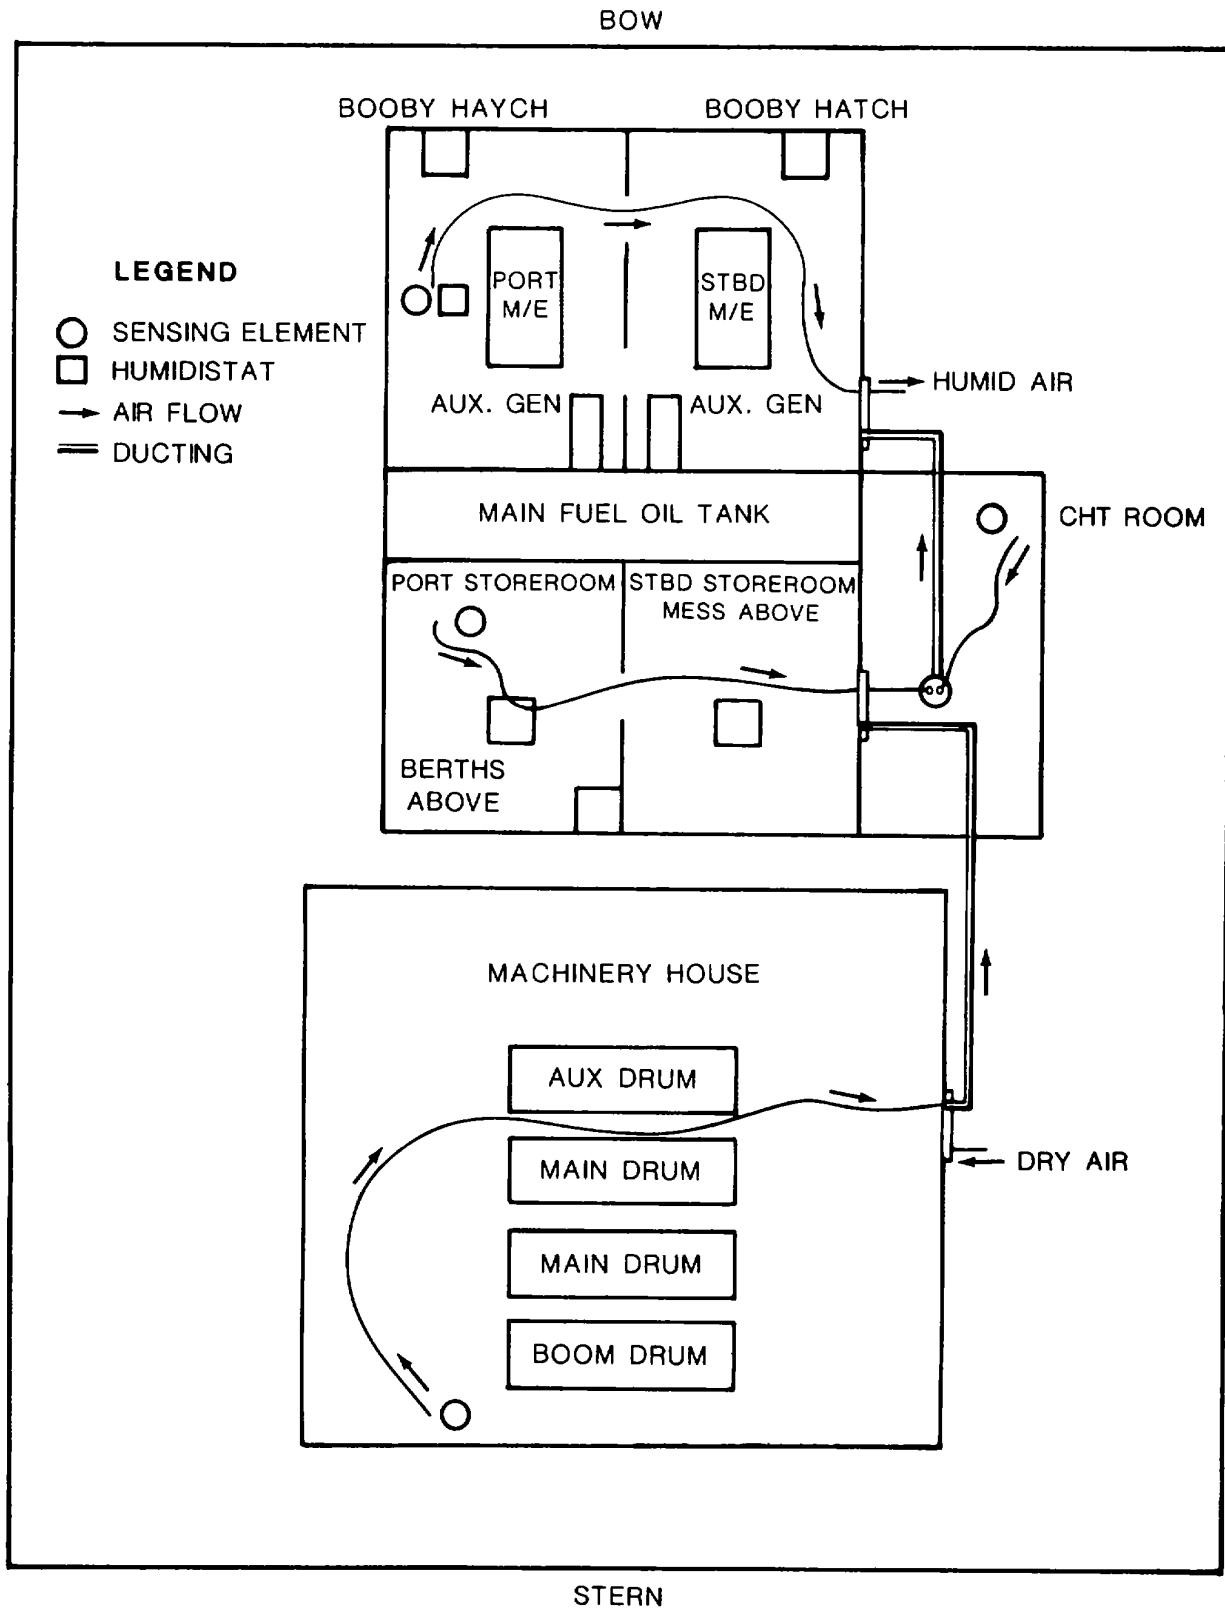 BOW
BOOBY HAYCH
BOOBY HATCH
LEGEND
SENSING ELEMENT
HUMIDISTAT
AIR FLOW
DUCTING
PORT
M/E
STBD
M/E
HUMID AIR
AUX. GEN
AUX. GEN
MAIN FUEL OIL TANK
CHT ROOM
PORT STOREROOM
STBD STOREROOM
MESS ABOVE
BERTHS
ABOVE
MACHINERY HOUSE
AUX DRUM
MAIN DRUM
DRY AIR
MAIN DRUM
BOOM DRUM
STERN